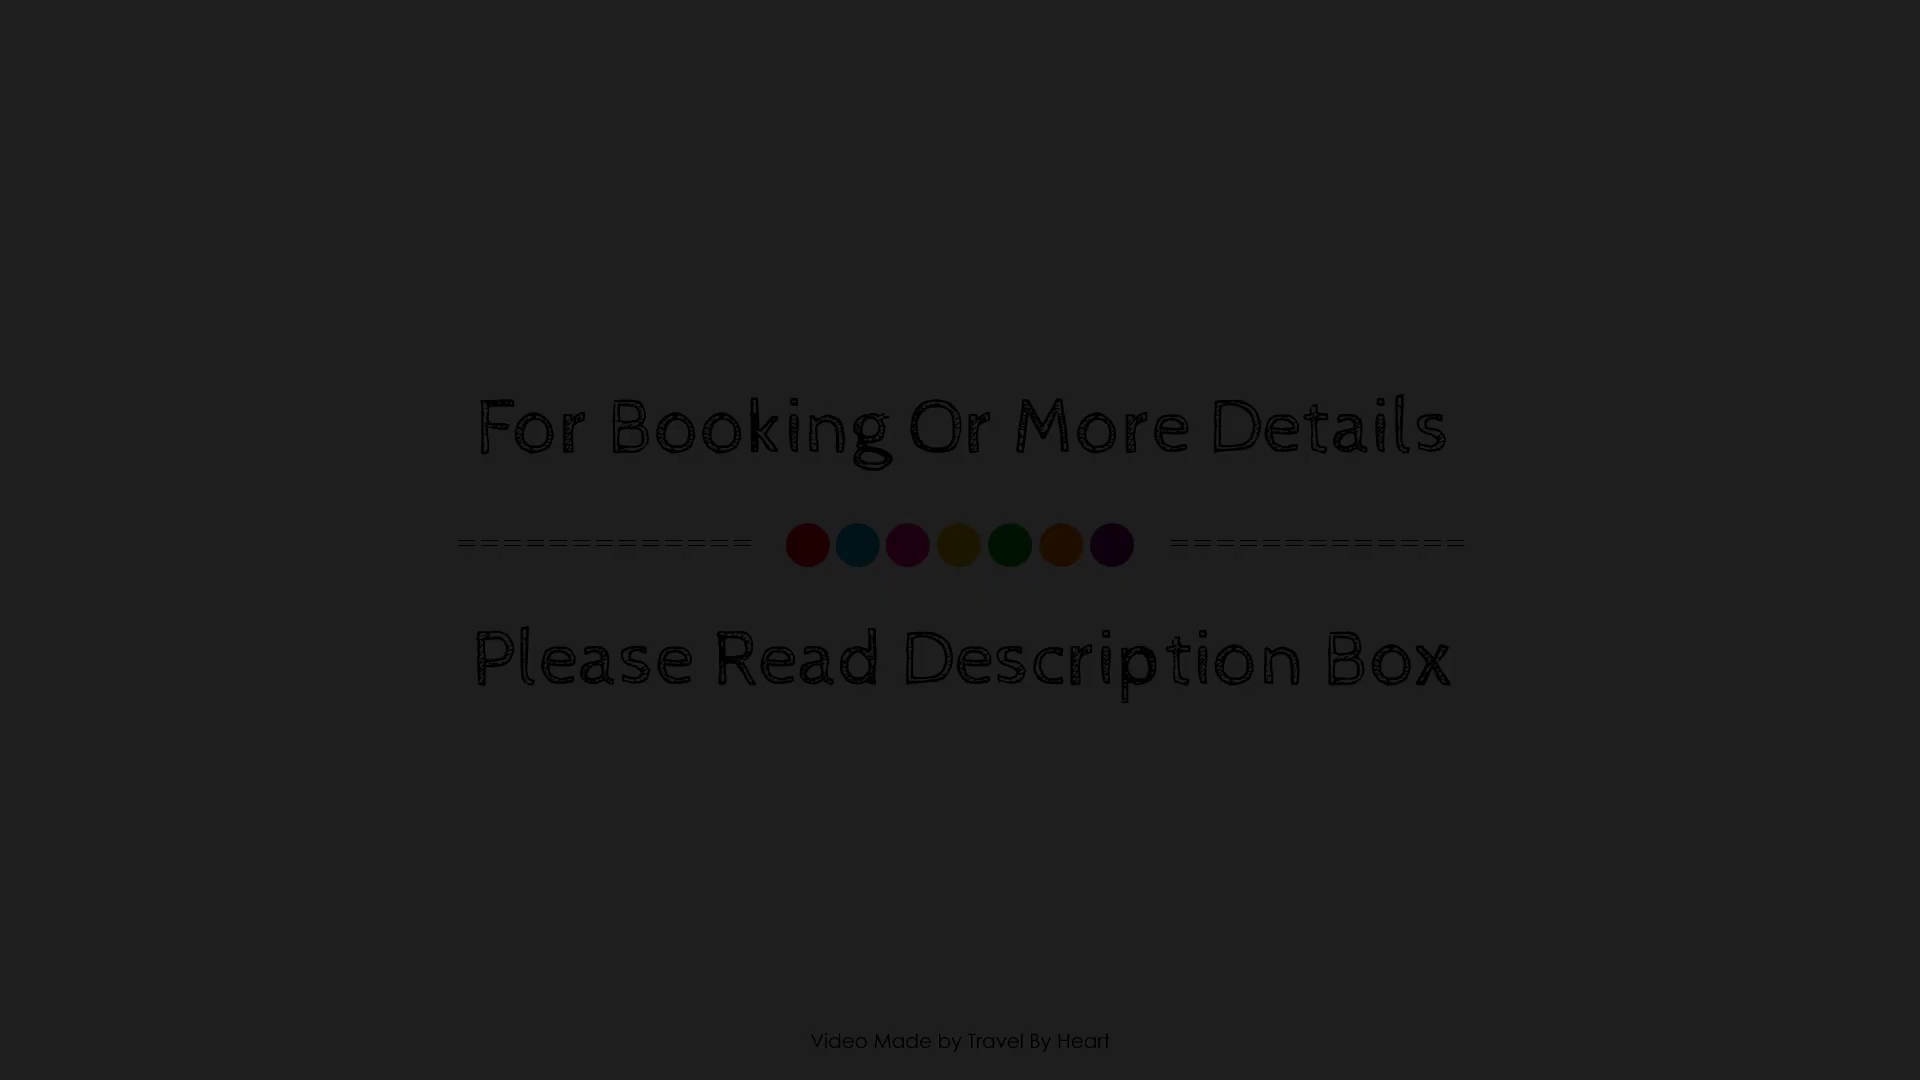 For Booking Or More Details
============= =============
Please Read Description Box
Video Made by Travel By Heart